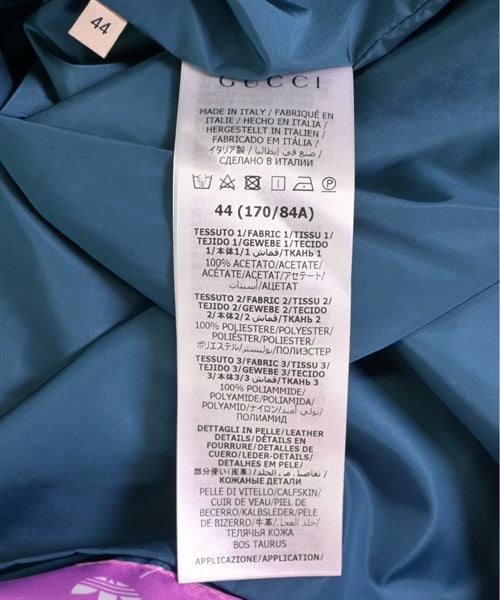 44
GUCCI
MADE IN ITALY / FABRIQUÉ EN
ITALIE / HECHO EN ITALIA /
HERGESTELLT IN ITALIEN /
FABRICADO EM ITÁLIA /
イタリア製 / صنع في إيطاليا /
СДЕЛАНО В ИТАЛИИ
44 (170/84A)
TESSUTO 1/FABRIC 1/TISSU 1/
TEJIDO 1/GEWEBE 1/TECIDO
1/本体1/1 قماش/ТКАНЬ 1
100% ACETATO/ACETATE/
ACÉTATE/ACETAT/アセテート/
أسيتات/АЦЕТАТ
TESSUTO 2/FABRIC 2/TISSU 2/
TEJIDO 2/GEWEBE 2/TECIDO
2/本体2/2 قماش/ТКАНЬ 2
100% POLIESTERE/POLYESTER/
POLIÉSTER/POLIESTER/
ポリエステル/بوليستر/ПОЛИЭСТЕР
TESSUTO 3/FABRIC 3/TISSU 3/
TEJIDO 3/GEWEBE 3/TECIDO
3/本体3/3 قماش/ТКАНЬ 3
100% POLIAMMIDE/
POLYAMIDE/POLIAMIDA/
POLYAMID/ナイロン/بولي أميد/
ПОЛИАМИД
DETTAGLI IN PELLE/LEATHER
DETAILS/DÉTAILS EN
FOURRURE/DETALLES DE
CUERO/LEDER-DETAILS/
DETALHES EM PELE/
部分使い(皮革)/تفاصيل من الجلد/
КОЖАНЫЕ ДЕТАЛИ
PELLE DI VITELLO/CALFSKIN/
CUIR DE VEAU/PIEL DE
BECERRO/KALBSLEDER/PELE
DE BIZERRO/牛革/جلد العجل/
ТЕЛЯЧЬЯ КОЖА
BOS TAURUS
APPLICAZIONE/APPLICATION/